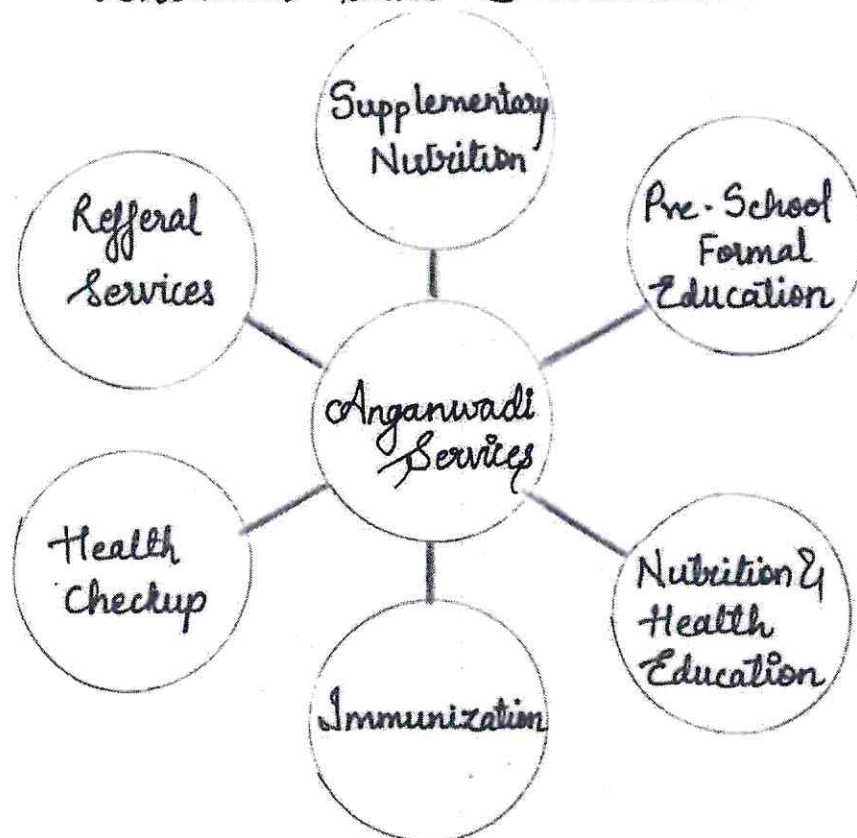 Supplementary
Nutrition
Pre-School
Formal
Education
Nutrition &
Health
Education
Immunization
Health
Checkup
Refferal
Services
Anganwadi
Services